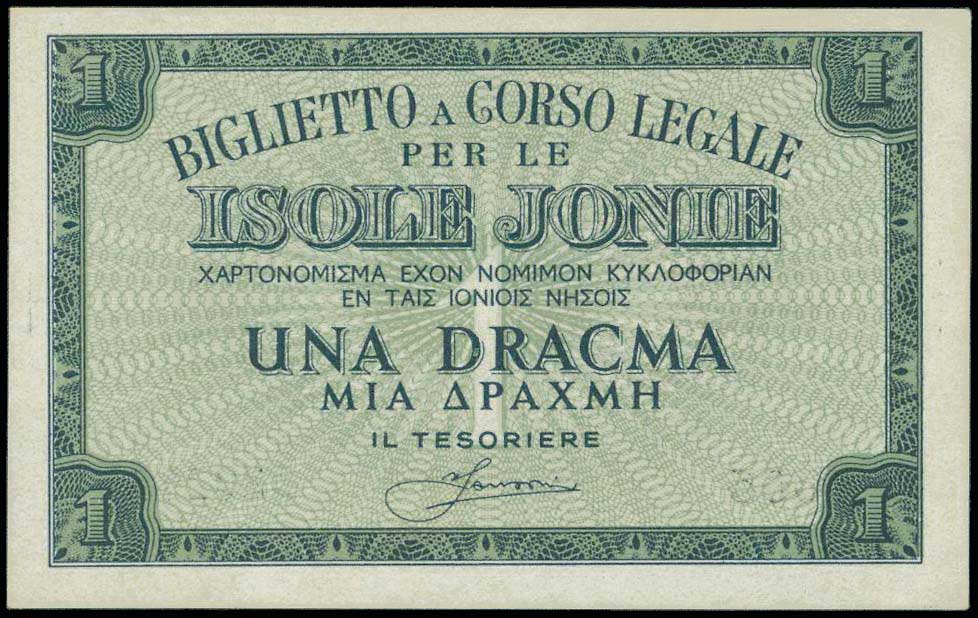 1 1
BIGLIETTO A CORSO LEGALE
PER LE
ISOLE JONIE
ΧΑΡΤΟΝΟΜΙΣΜΑ ΕΧΟΝ ΝΟΜΙΜΟΝ ΚΥΚΛΟΦΟΡΙΑΝ
ΕΝ ΤΑΙΣ ΙΟΝΙΟΙΣ ΝΗΣΟΙΣ
UNA DRACMA
ΜΙΑ ΔΡΑΧΜΗ
IL TESORIERE
1 1